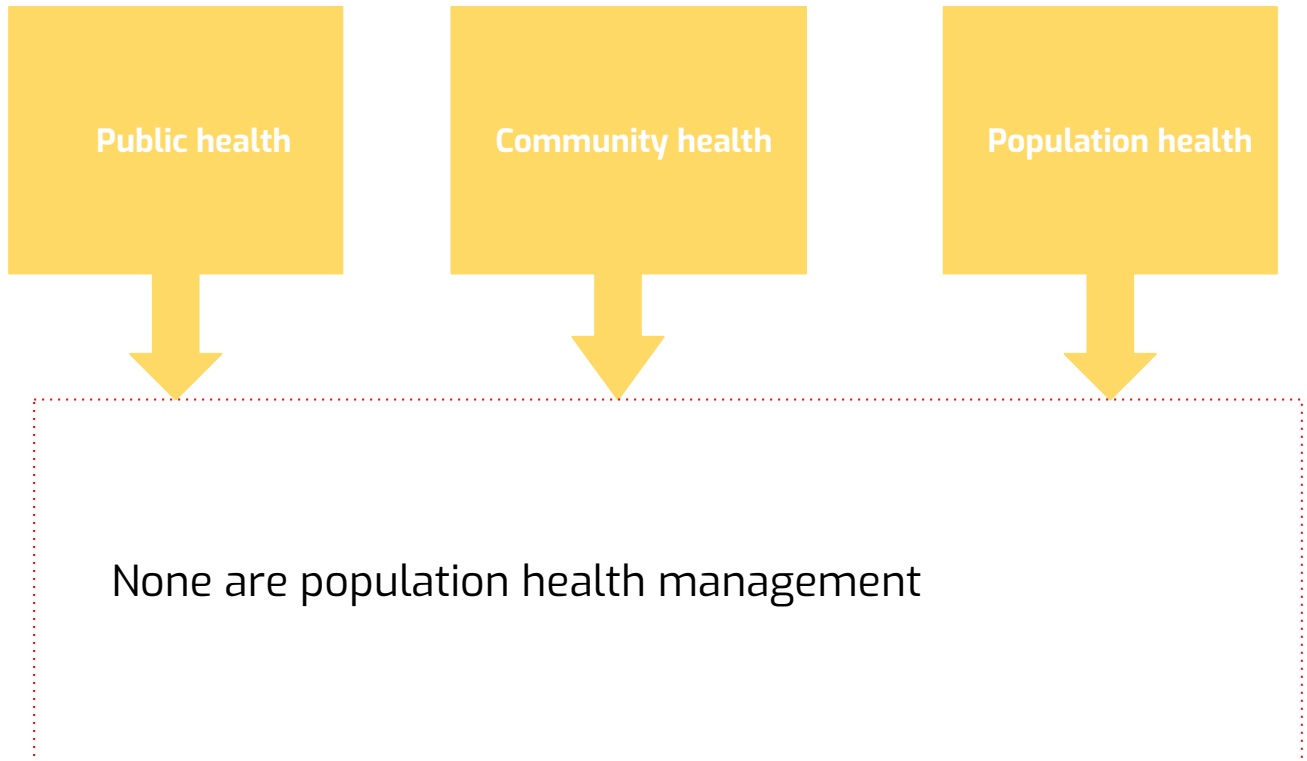 Public health
Community health
Population health
None are population health management